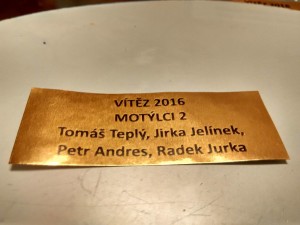 VÍTĚZ 2016
MOTÝLCI 2
Tomáš Teplý, Jirka Jelínek,
Petr Andres, Radek Jurka